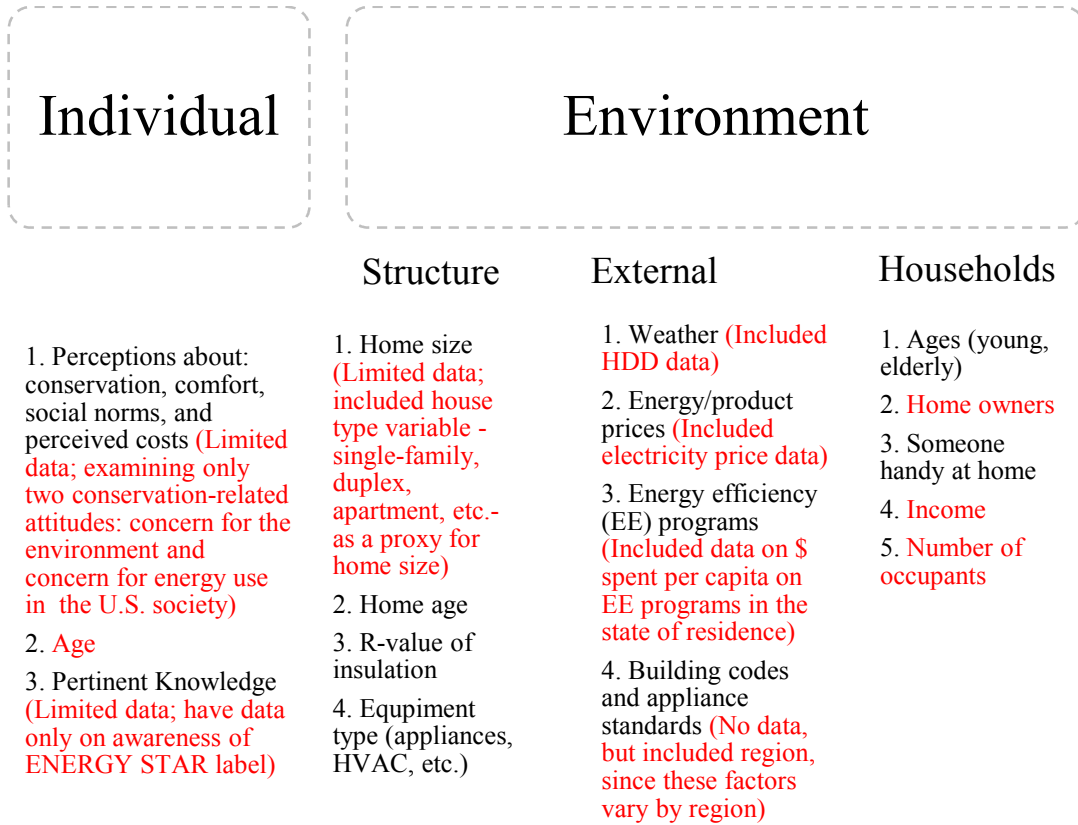 Individual
Environment
Structure
External
Households
1. Perceptions about:
conservation, comfort,
social norms, and
perceived costs (Limited
data; examining only
two conservation-related
attitudes: concern for the
environment and
concern for energy use
in the U.S. society)
2. Age
3. Pertinent Knowledge
(Limited data; have data
only on awareness of
ENERGY STAR label)
1. Home size
(Limited data;
included house
type variable -
single-family,
duplex,
apartment, etc.-
as a proxy for
home size)
2. Home age
3. R-value of
insulation
4. Equpiment
type (appliances,
HVAC, etc.)
1. Weather (Included
HDD data)
2. Energy/product
prices (Included
electricity price data)
3. Energy efficiency
(EE) programs
(Included data on $
spent per capita on
EE programs in the
state of residence)
4. Building codes
and appliance
standards (No data,
but included region,
since these factors
vary by region)
1. Ages (young,
elderly)
2. Home owners
3. Someone
handy at home
4. Income
5. Number of
occupants